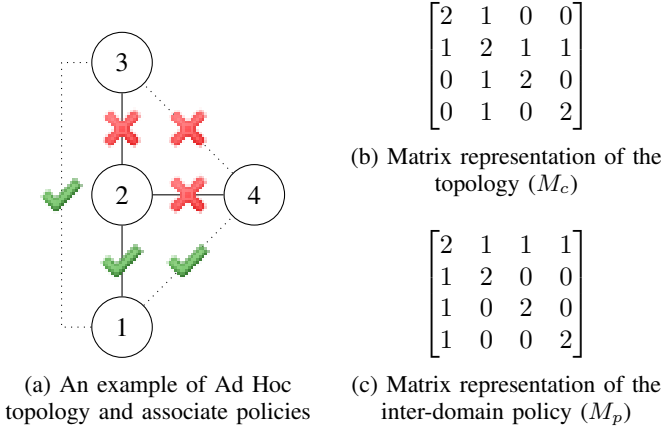 3
2
4
1
(a) An example of Ad Hoc
topology and associate policies
2 1 0 0
1 2 1 1
0 1 2 0
0 1 0 2
(b) Matrix representation of the
topology (M_c)
2 1 1 1
1 2 0 0
1 0 2 0
1 0 0 2
(c) Matrix representation of the
inter-domain policy (M_p)